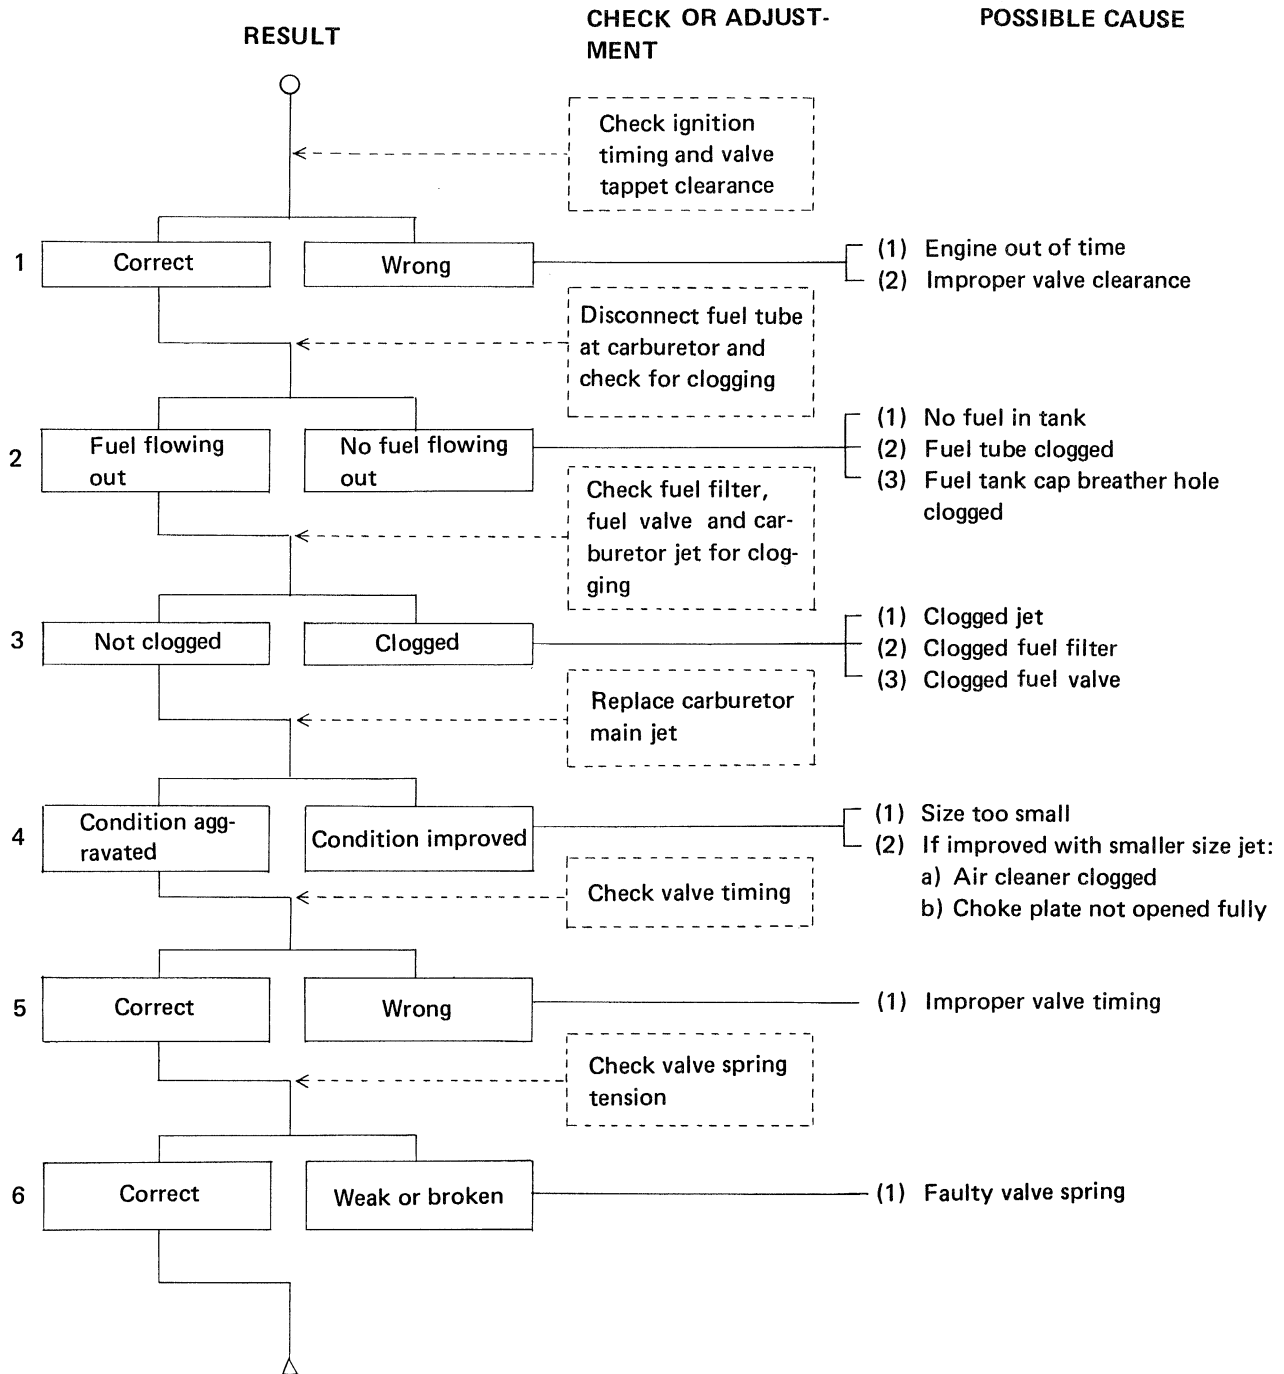 RESULT
CHECK OR ADJUST-
MENT
POSSIBLE CAUSE
Check ignition
timing and valve
tappet clearance
1
Correct
Wrong
(1) Engine out of time
(2) Improper valve clearance
Disconnect fuel tube
at carburetor and
check for clogging
2
Fuel flowing
out
No fuel flowing
out
(1) No fuel in tank
(2) Fuel tube clogged
(3) Fuel tank cap breather hole
clogged
Check fuel filter,
fuel valve and car-
buretor jet for clog-
ging
3
Not clogged
Clogged
(1) Clogged jet
(2) Clogged fuel filter
(3) Clogged fuel valve
Replace carburetor
main jet
4
Condition agg-
ravated
Condition improved
(1) Size too small
(2) If improved with smaller size jet:
a) Air cleaner clogged
b) Choke plate not opened fully
Check valve timing
5
Correct
Wrong
(1) Improper valve timing
Check valve spring
tension
6
Correct
Weak or broken
(1) Faulty valve spring